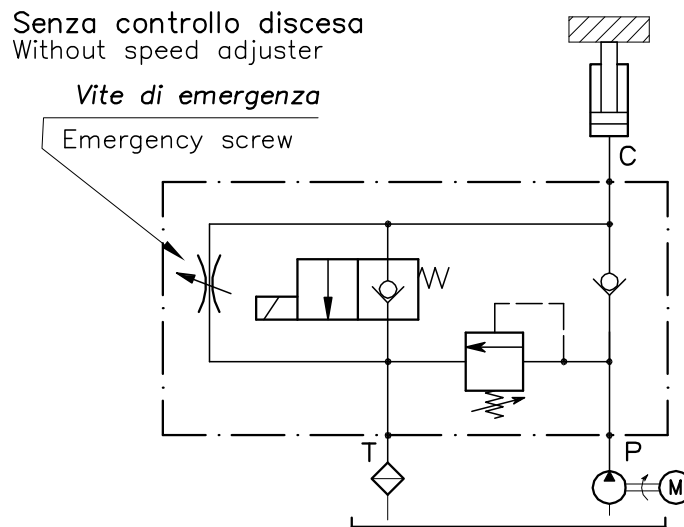 Senza controllo discesa
Without speed adjuster
Vite di emergenza
Emergency screw
C
T
P
M